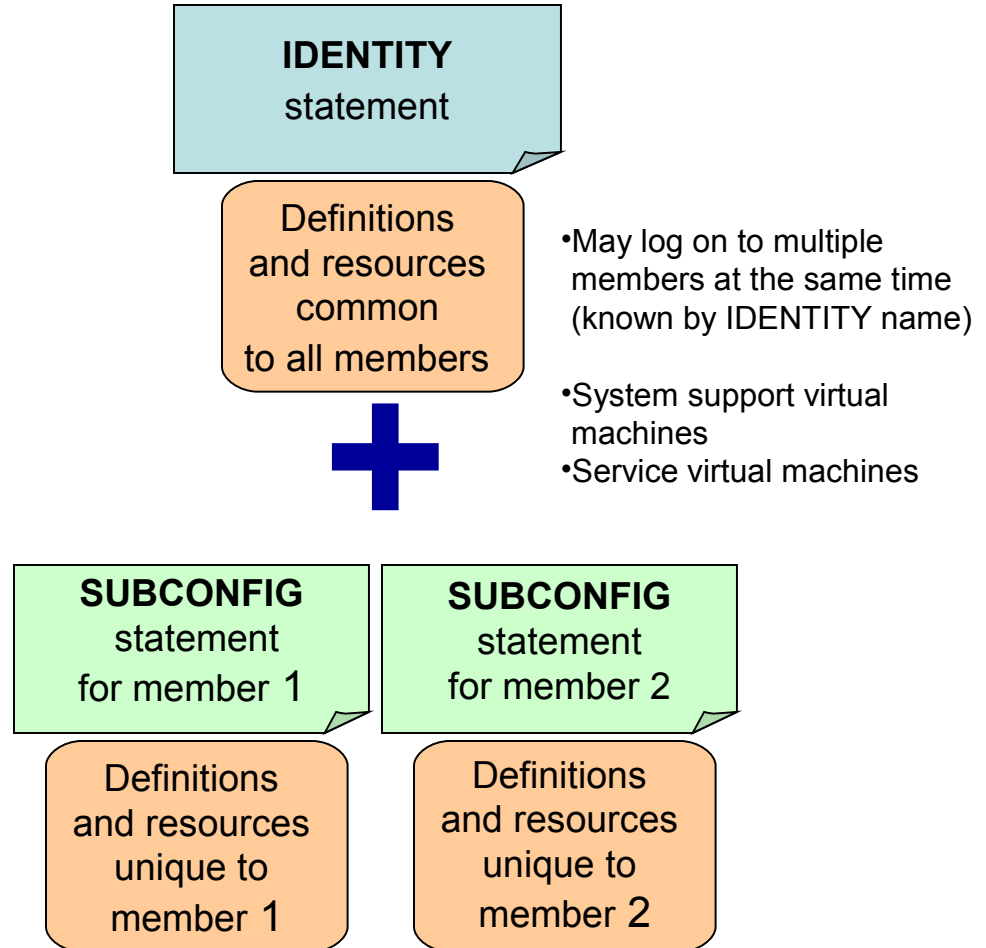 IDENTITY
statement
Definitions
and resources
common
to all members
•May log on to multiple
members at the same time
(known by IDENTITY name)
•System support virtual
machines
•Service virtual machines
SUBCONFIG
statement
for member 1
SUBCONFIG
statement
for member 2
Definitions
and resources
unique to
member 1
Definitions
and resources
unique to
member 2